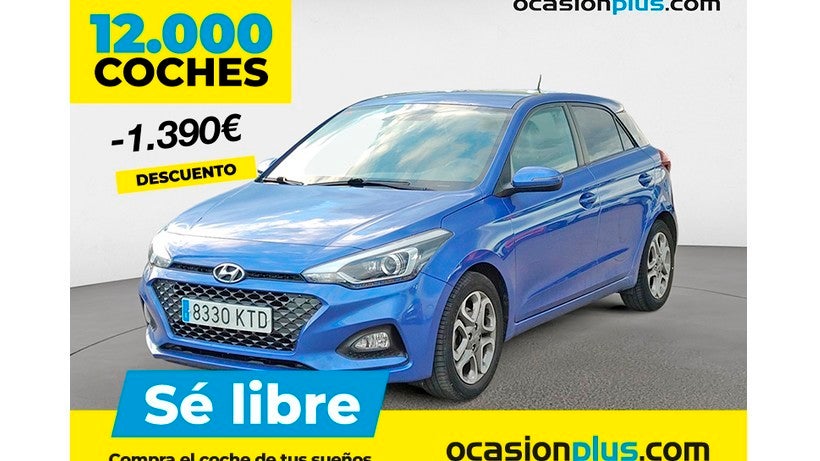 12.000
COCHES
-1.390€
DESCUENTO
ocasionplus.com
8330 KTD
Sé libre
Compra el coche de tus sueños
ocasionplus.com